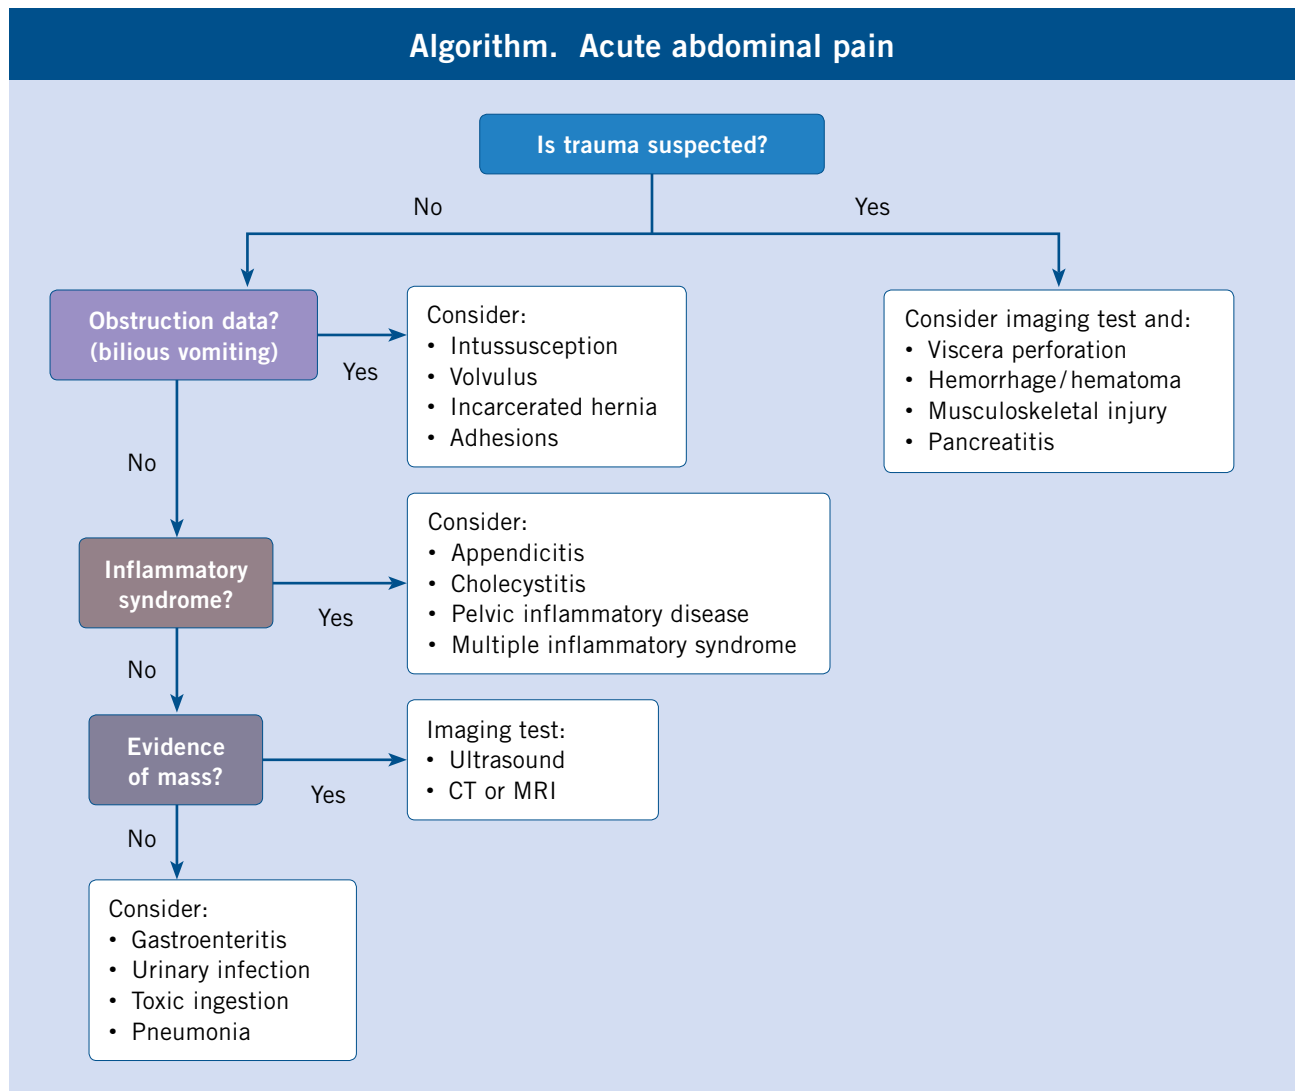 Algorithm. Acute abdominal pain
Is trauma suspected?
No
Yes
Obstruction data?
(bilious vomiting)
Yes
Consider:
• Intussusception
• Volvulus
• Incarcerated hernia
• Adhesions
Consider imaging test and:
• Viscera perforation
• Hemorrhage/hematoma
• Musculoskeletal injury
• Pancreatitis
No
Inflammatory
syndrome?
Yes
Consider:
• Appendicitis
• Cholecystitis
• Pelvic inflammatory disease
• Multiple inflammatory syndrome
No
Evidence
of mass?
Yes
Imaging test:
• Ultrasound
• CT or MRI
No
Consider:
• Gastroenteritis
• Urinary infection
• Toxic ingestion
• Pneumonia